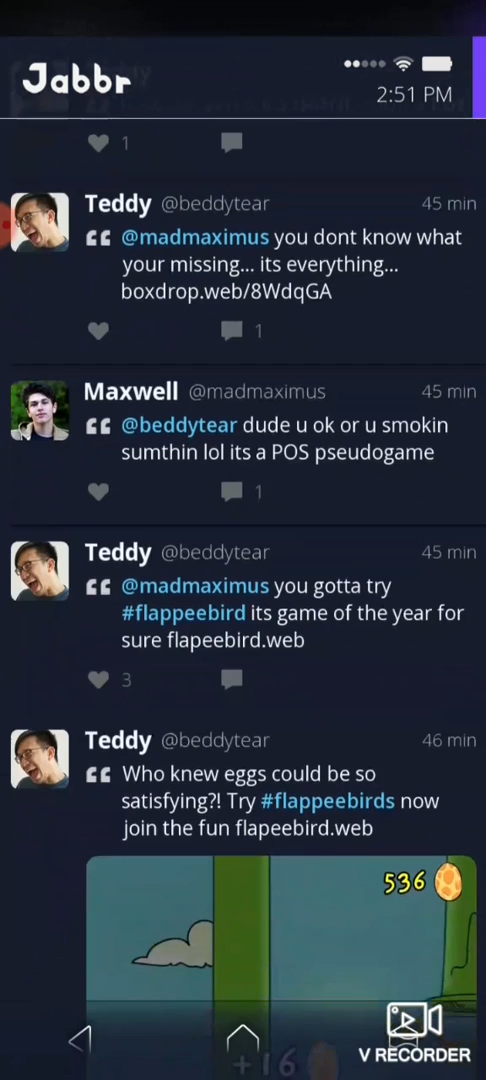 Jabbr
2:51 PM
1
Teddy @beddytear 45 min
@madmaximus you dont know what
your missing... its everything...
boxdrop.web/8WdqGA
1
Maxwell @madmaximus 45 min
@beddytear dude u ok or u smokin
sumthin lol its a POS pseudogame
1
Teddy @beddytear 45 min
@madmaximus you gotta try
#flappeebird its game of the year for
sure flapeebird.web
3
Teddy @beddytear 46 min
Who knew eggs could be so
satisfying?! Try #flappeebirds now
join the fun flapeebird.web
536
+16
V RECORDER